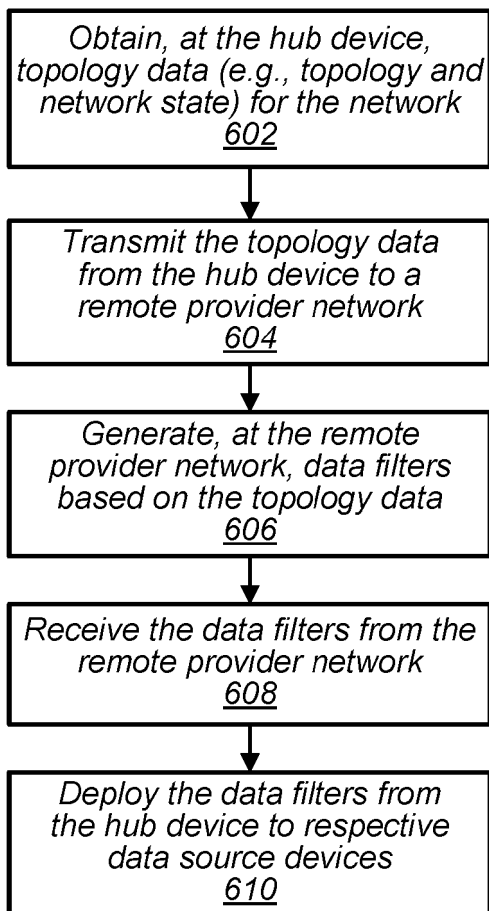 Obtain, at the hub device,
topology data (e.g., topology and
network state) for the network
602
Transmit the topology data
from the hub device to a
remote provider network
604
Generate, at the remote
provider network, data filters
based on the topology data
606
Receive the data filters from the
remote provider network
608
Deploy the data filters from
the hub device to respective
data source devices
610